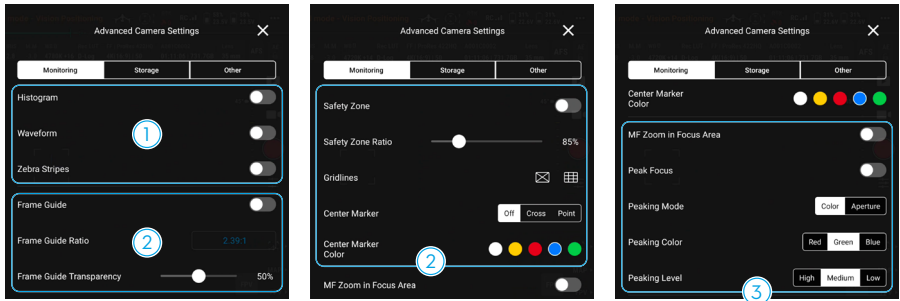 Advanced Camera Settings
Monitoring Storage Other
Histogram
Waveform
1
Zebra Stripes
Frame Guide
Frame Guide Ratio 2.39:1
2
Frame Guide Transparency 50%
Advanced Camera Settings
Monitoring Storage Other
Safety Zone
Safety Zone Ratio 85%
Gridlines
Center Marker Off Cross Point
Center Marker
Color
2
MF Zoom in Focus Area
Advanced Camera Settings
Monitoring Storage Other
Center Marker
Color
MF Zoom in Focus Area
Peak Focus
Peaking Mode Color Aperture
Peaking Color Red Green Blue
Peaking Level High Medium Low
3